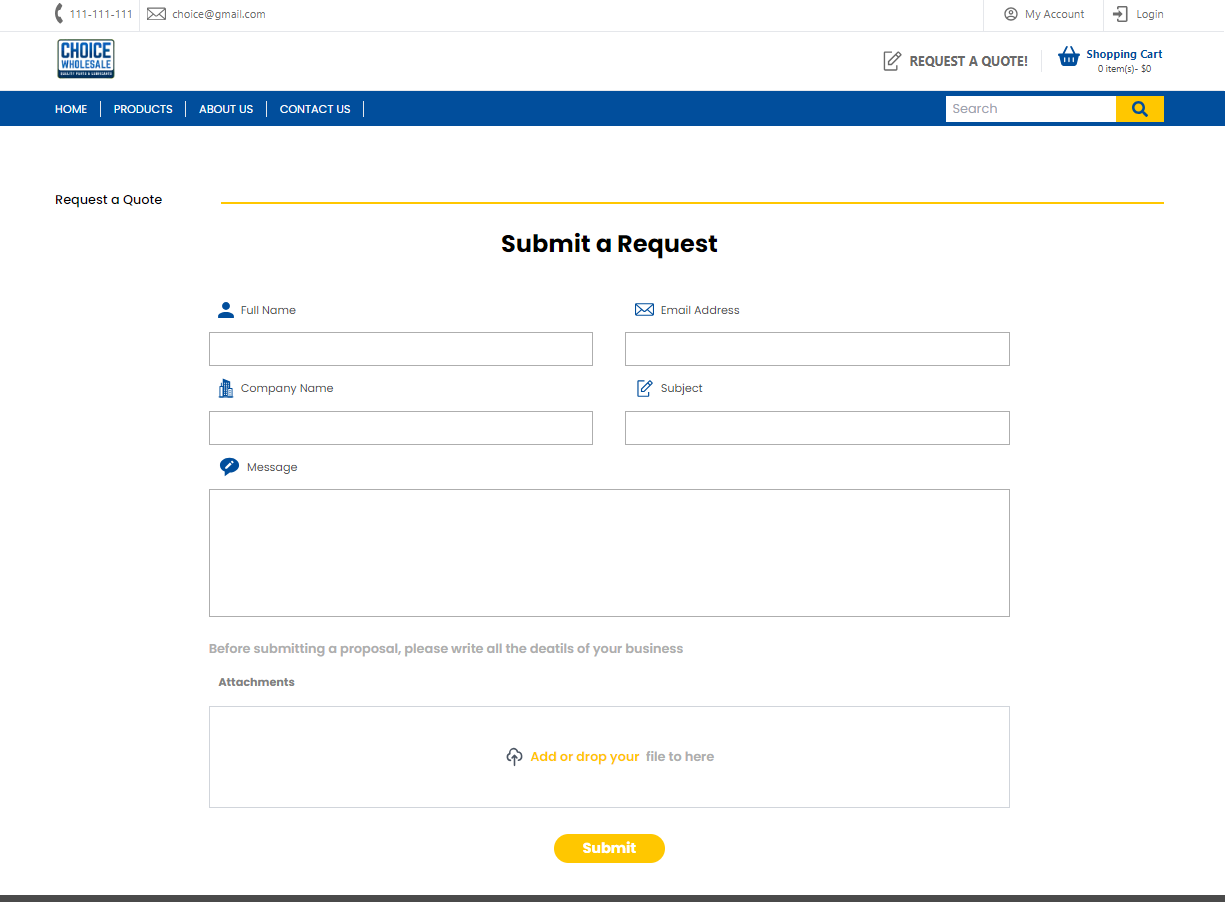 111-111-111 choice@gmail.com My Account Login
CHOICE
WHOLESALE
QUALITY PARTS & LUBRICANTS
REQUEST A QUOTE! Shopping Cart
0 item(s)- $0
HOME PRODUCTS ABOUT US CONTACT US Search
Request a Quote
Submit a Request
Full Name Email Address
Company Name Subject
Message
Before submitting a proposal, please write all the deatils of your business
Attachments
Add or drop your file to here
Submit